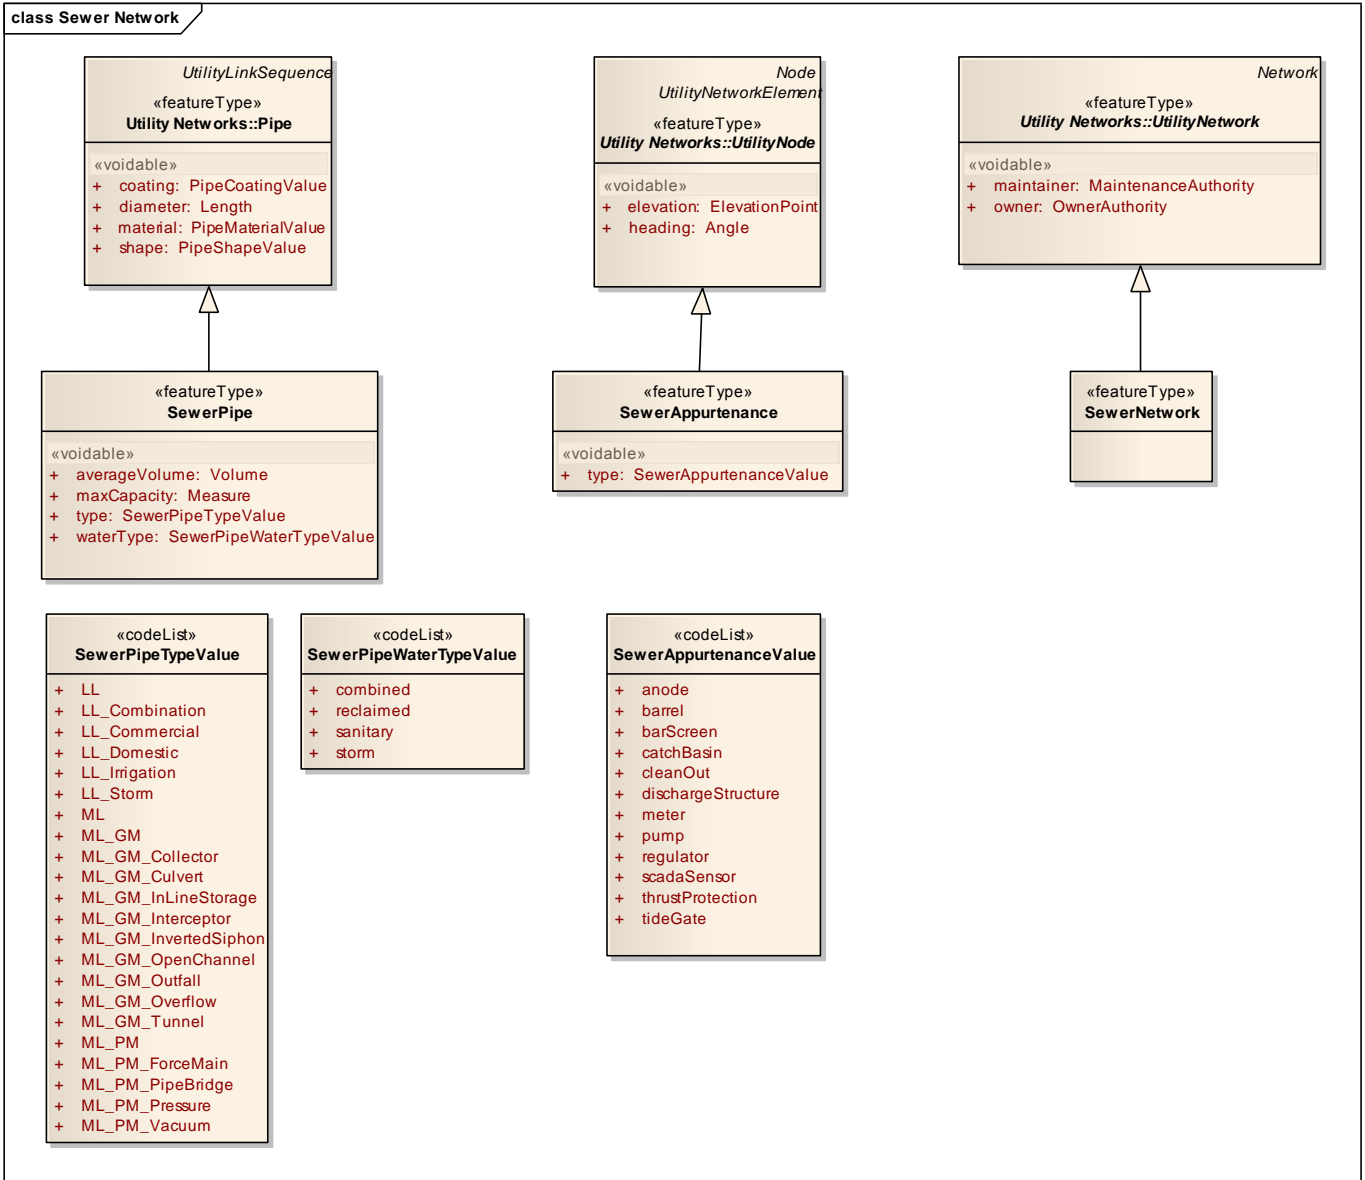 class Sewer Network
UtilityLinkSequence
«featureType»
Utility Networks::Pipe
«voidable»
+ coating: PipeCoatingValue
+ diameter: Length
+ material: PipeMaterialValue
+ shape: PipeShapeValue
Node
UtilityNetworkElement
«featureType»
Utility Networks::UtilityNode
«voidable»
+ elevation: ElevationPoint
+ heading: Angle
Network
«featureType»
Utility Networks::UtilityNetwork
«voidable»
+ maintainer: MaintenanceAuthority
+ owner: OwnerAuthority
«featureType»
SewerPipe
«voidable»
+ averageVolume: Volume
+ maxCapacity: Measure
+ type: SewerPipeTypeValue
+ waterType: SewerPipeWaterTypeValue
«featureType»
SewerAppurtenance
«voidable»
+ type: SewerAppurtenanceValue
«featureType»
SewerNetwork
«codeList»
SewerPipeTypeValue
+ LL
+ LL_Combination
+ LL_Commercial
+ LL_Domestic
+ LL_Irrigation
+ LL_Storm
+ ML
+ ML_GM
+ ML_GM_Collector
+ ML_GM_Culvert
+ ML_GM_InLineStorage
+ ML_GM_Interceptor
+ ML_GM_InvertedSiphon
+ ML_GM_OpenChannel
+ ML_GM_Outfall
+ ML_GM_Overflow
+ ML_GM_Tunnel
+ ML_PM
+ ML_PM_ForceMain
+ ML_PM_PipeBridge
+ ML_PM_Pressure
+ ML_PM_Vacuum
«codeList»
SewerPipeWaterTypeValue
+ combined
+ reclaimed
+ sanitary
+ storm
«codeList»
SewerAppurtenanceValue
+ anode
+ barrel
+ barScreen
+ catchBasin
+ cleanOut
+ dischargeStructure
+ meter
+ pump
+ regulator
+ scadaSensor
+ thrustProtection
+ tideGate